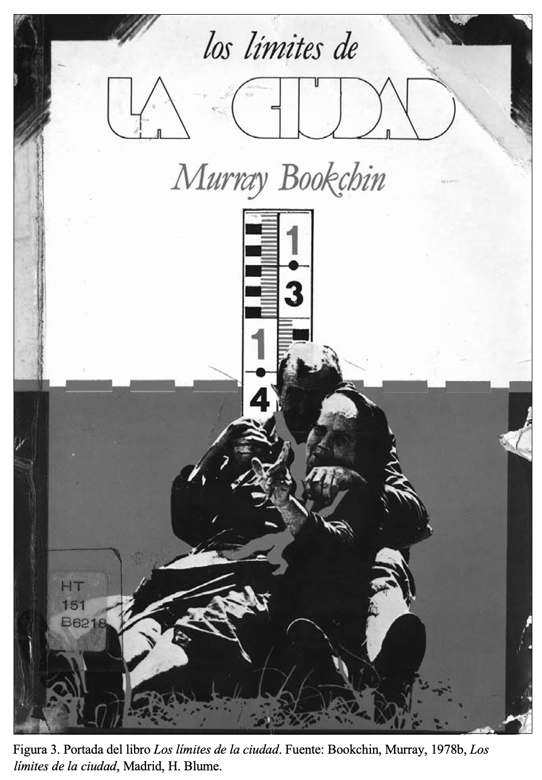 los límites de
LA CIUDAD
Murray Bookchin
1
3
1
4
HT
151
B6218
Figura 3. Portada del libro Los límites de la ciudad. Fuente: Bookchin, Murray, 1978b, Los
límites de la ciudad, Madrid, H. Blume.